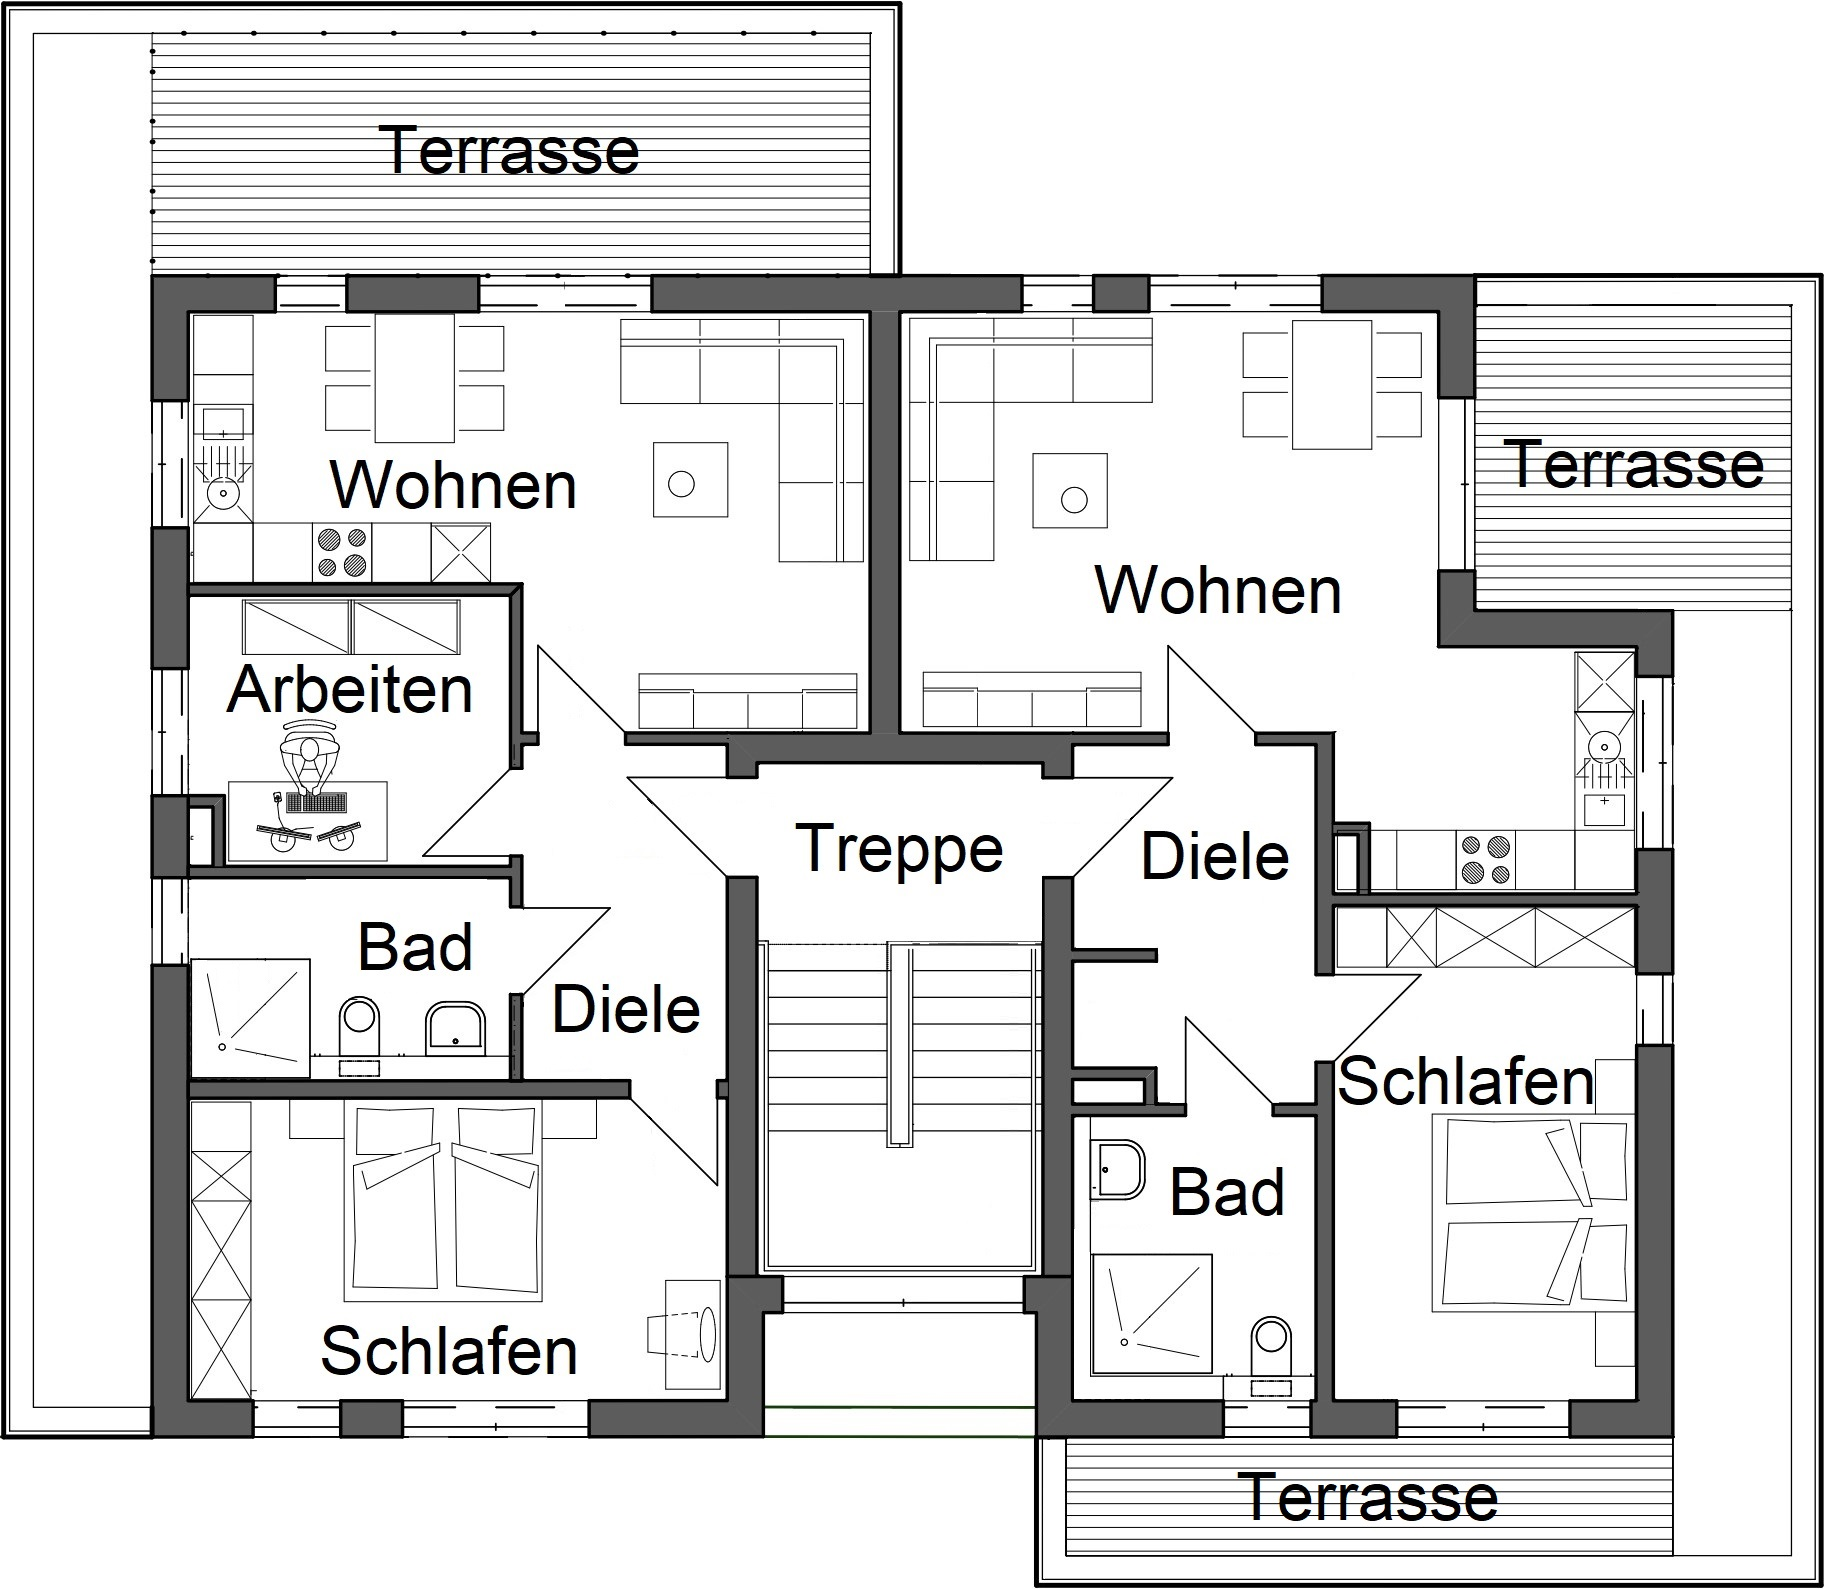 Terrasse
Terrasse
Wohnen
Wohnen
Arbeiten
Treppe
Diele
Bad
Diele
Schlafen
Bad
Schlafen
Terrasse